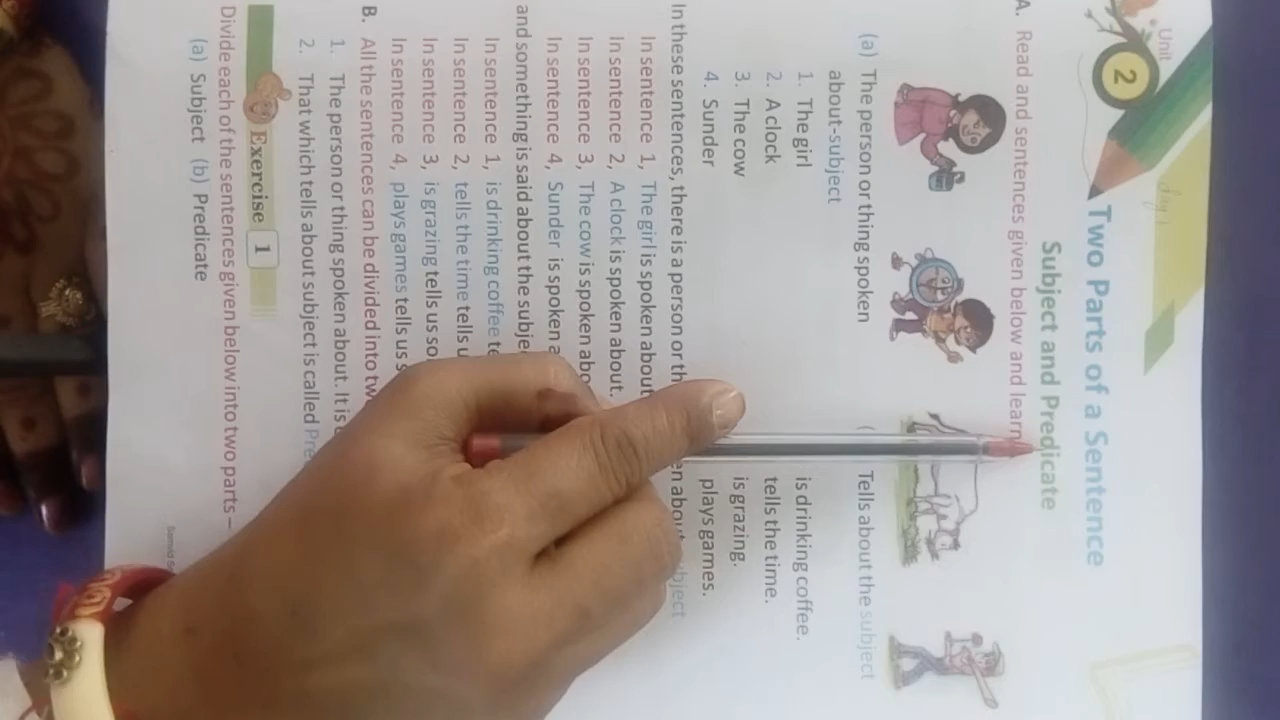 Unit
2
Two Parts of a Sentence
Subject and Predicate
A. Read and sentences given below and learn
(a) The person or thing spoken
about-subject
( Tells about the subject
1. The girl is drinking coffee.
2. A clock tells the time.
3. The cow is grazing.
4. Sunder plays games.
In these sentences, there is a person or en about
In sentence 1, The girl is spoken about
In sentence 2, A clock is spoken about.
In sentence 3, The cow is spoken
In sentence 4, Sunder is spoken
and something is said about the
In sentence 1, is drinking coffee
In sentence 2, tells the time tells
In sentence 3, is grazing tells us
In sentence 4, plays games tells us
B. All the sentences can be divided into
1. The person or thing spoken about. It is
2. That which tells about subject is called
Exercise 1
Divide each of the sentences given below into two parts –
(a) Subject (b) Predicate